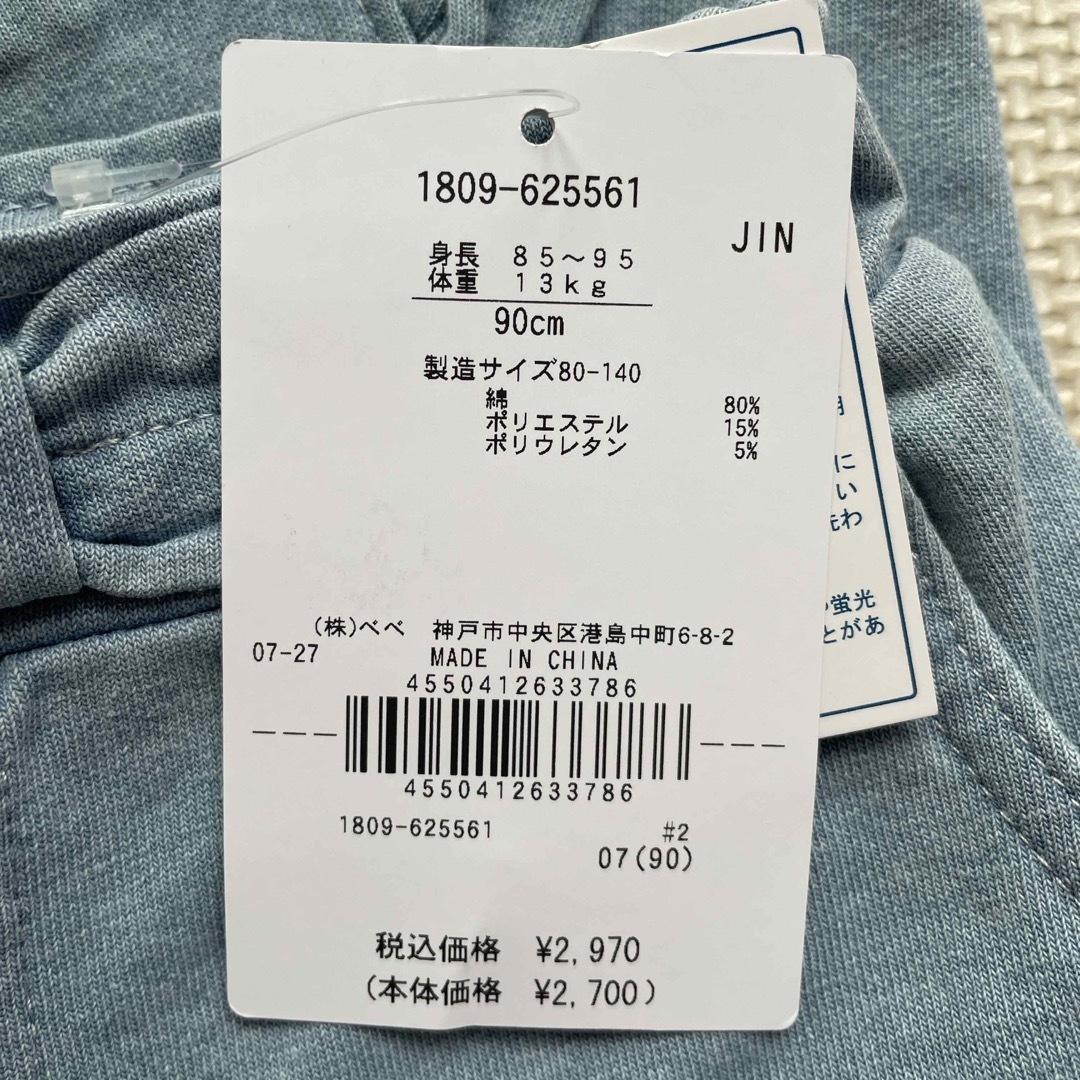 1809-625561
JIN
身長 85～95
体重 13kg
90cm
製造サイズ80-140
綿 80%
ポリエステル 15%
ポリウレタン 5%
(株)べべ 神戸市中央区港島中町6-8-2
07-27 MADE IN CHINA
4550412633786
4550412633786
1809-625561 #2
07(90)
税込価格 ¥2,970
(本体価格 ¥2,700)
に
い
わ
蛍光
とがあ